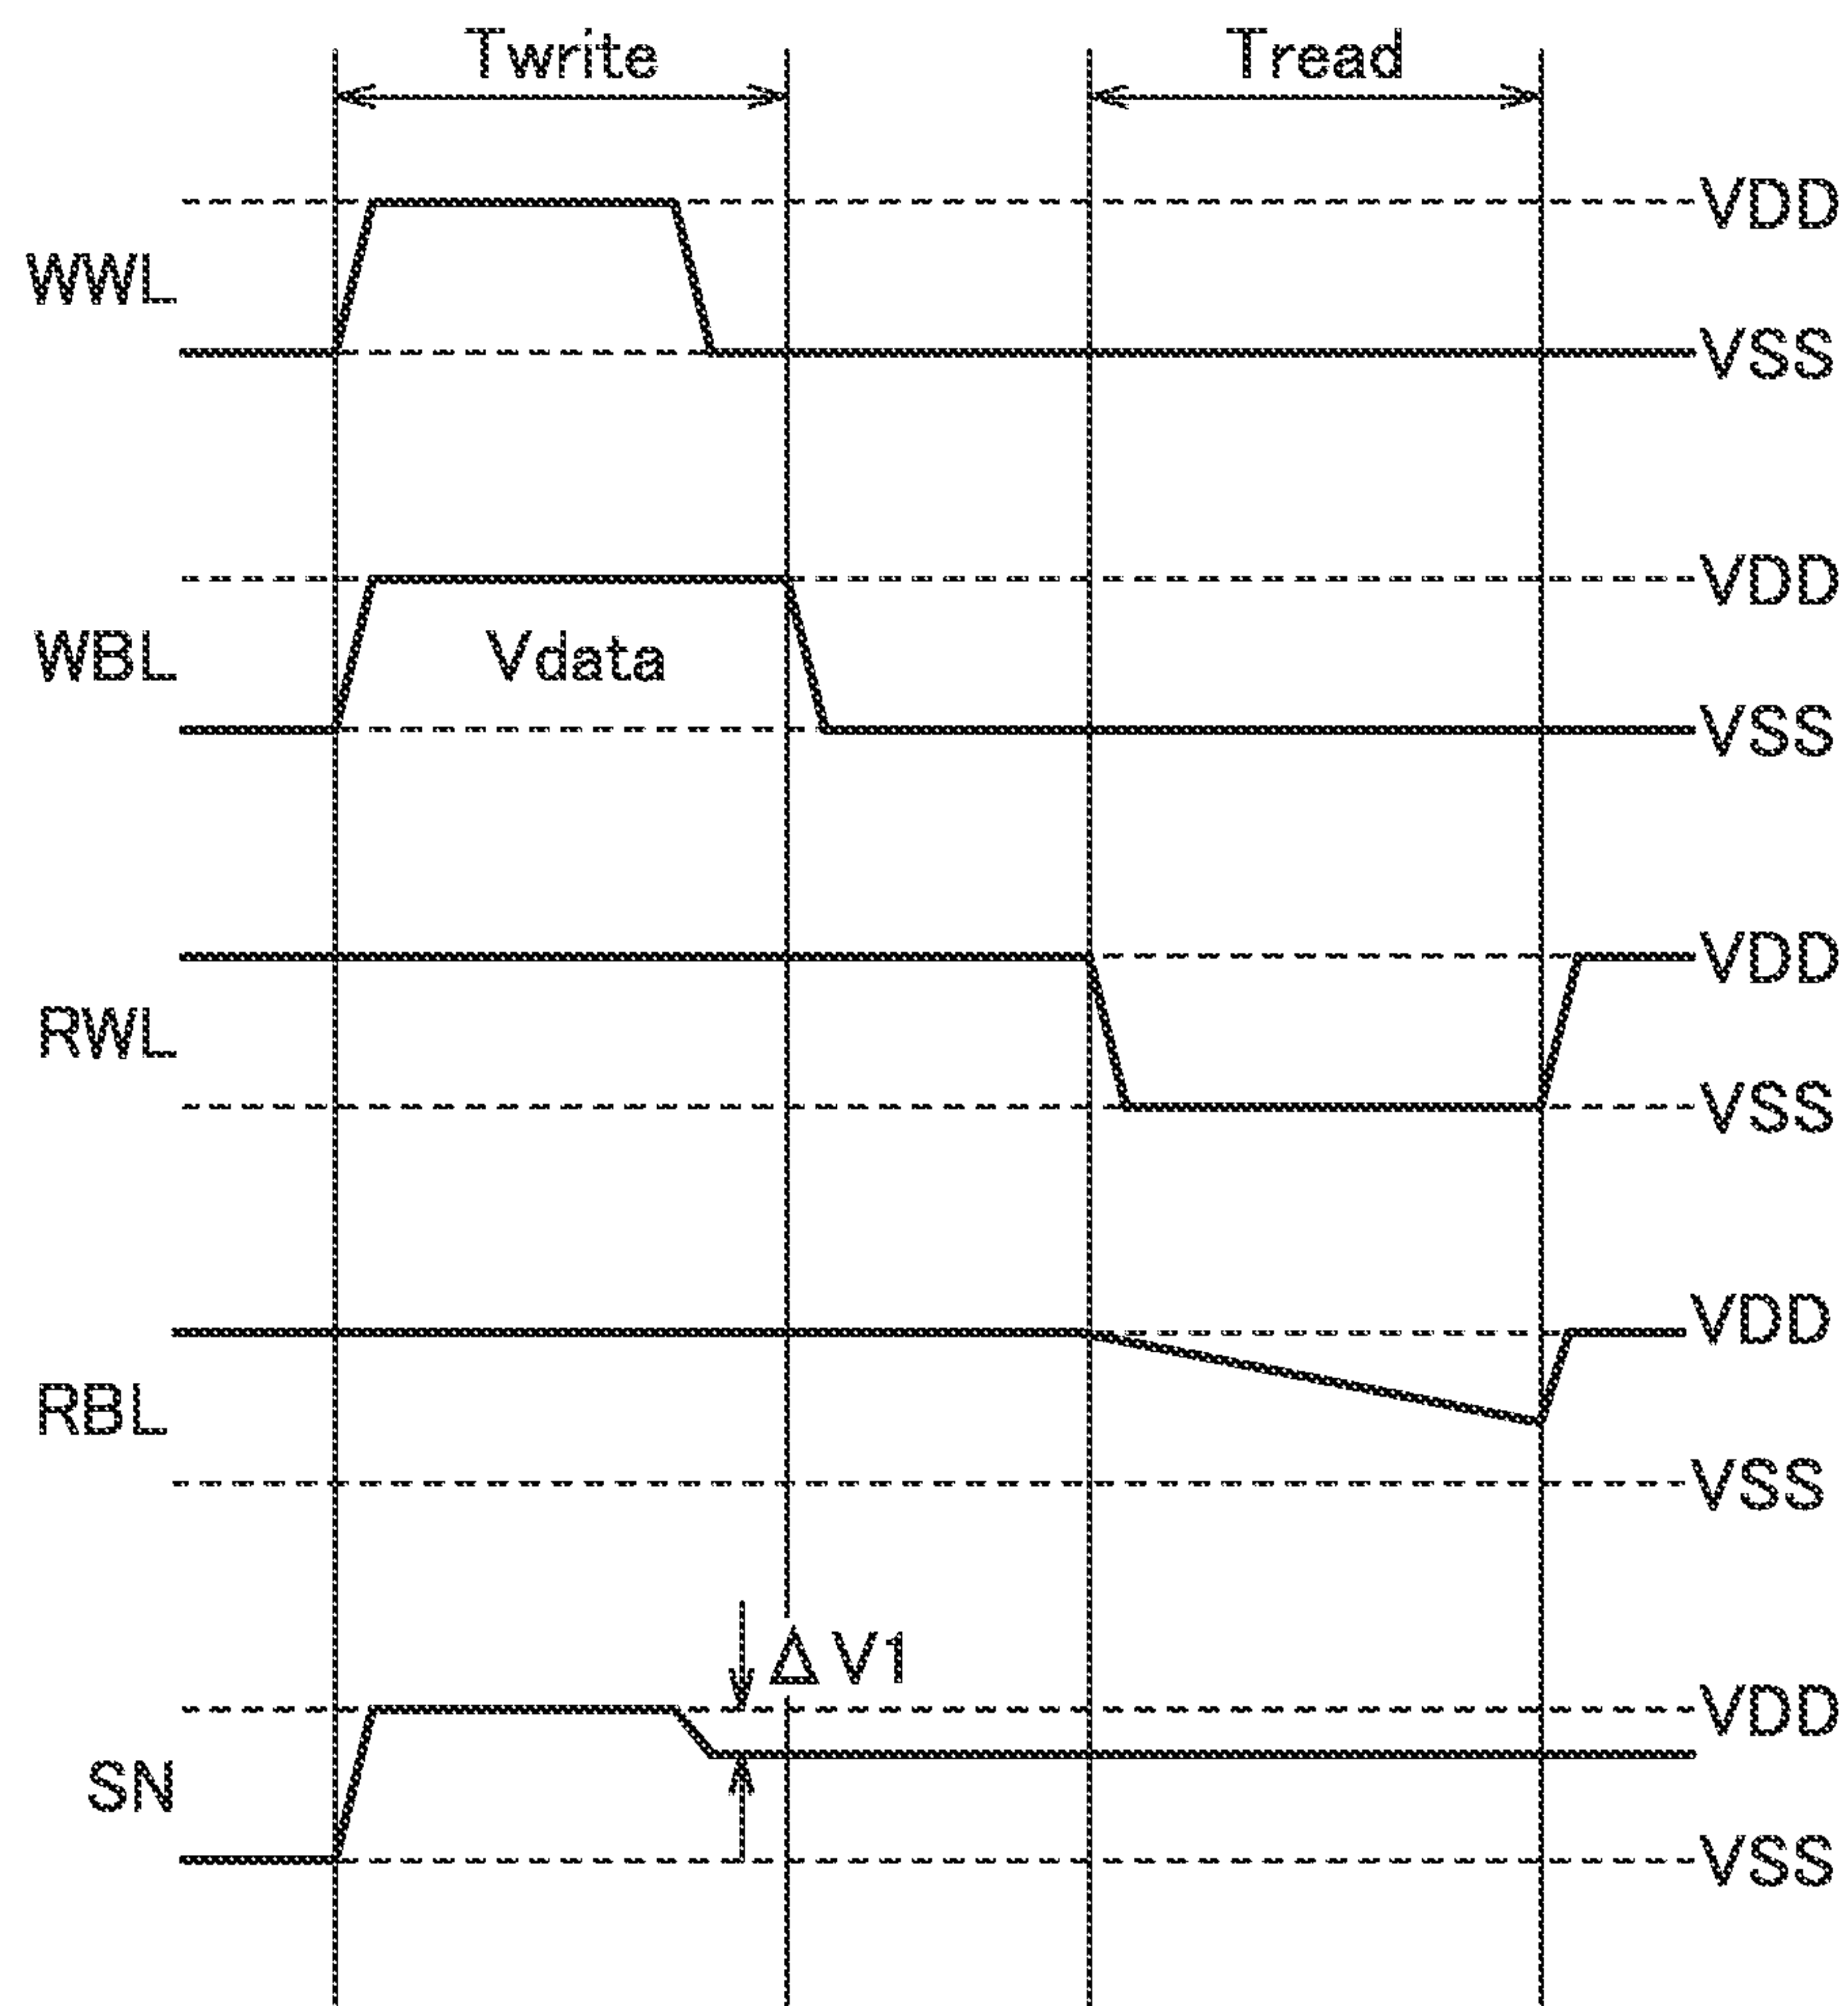 Twrite Tread
VDD
WWL
VSS
VDD
WBL Vdata
VSS
VDD
RWL
VSS
VDD
RBL
VSS
ΔV1
VDD
SN
VSS